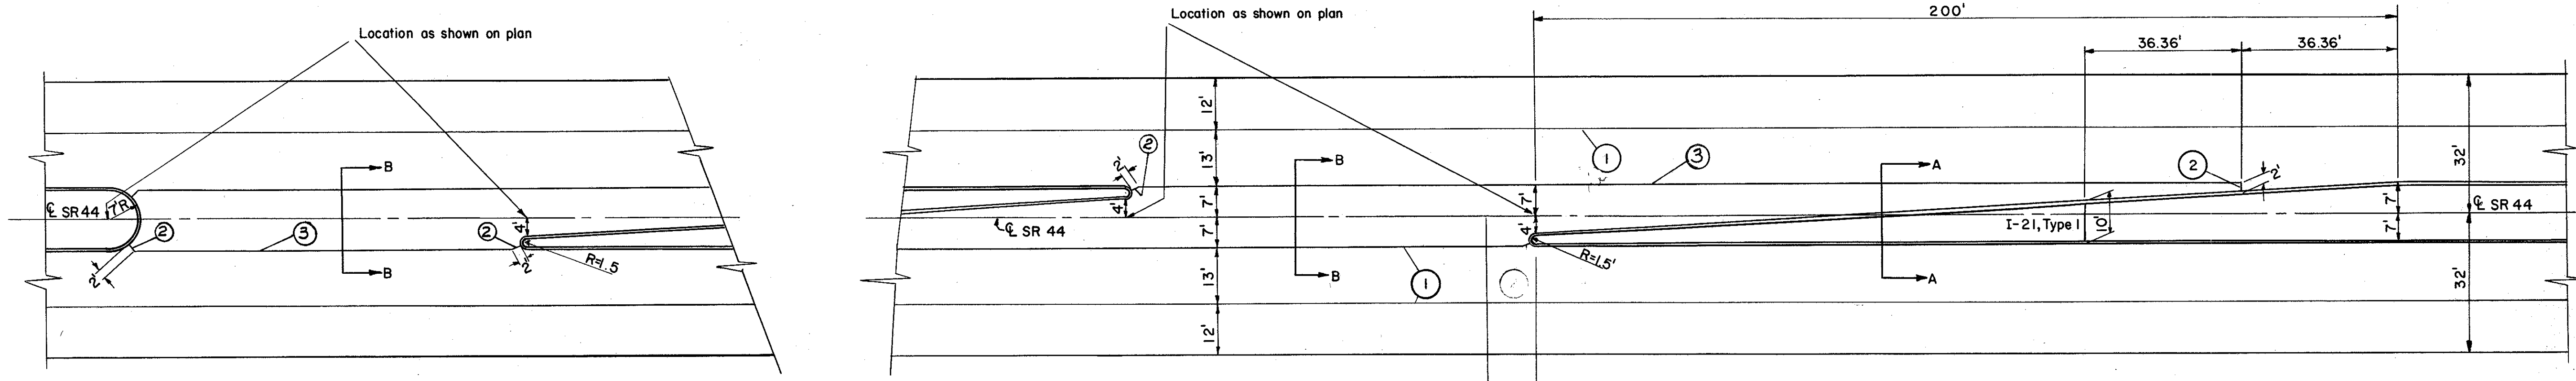 Location as shown on plan
B
℄ SR 44
7' R
2
3
2
4'
2'
2'
R=1.5
B
Location as shown on plan
200'
36.36'
36.36'
12'
13'
7'
7'
13'
12'
2
2'
4'
B
B
℄ SR 44
1
3
7'
4'
R=1.5'
1
A
A
2
2'
I-21, Type I
10'
7'
7'
32'
32'
℄ SR 44